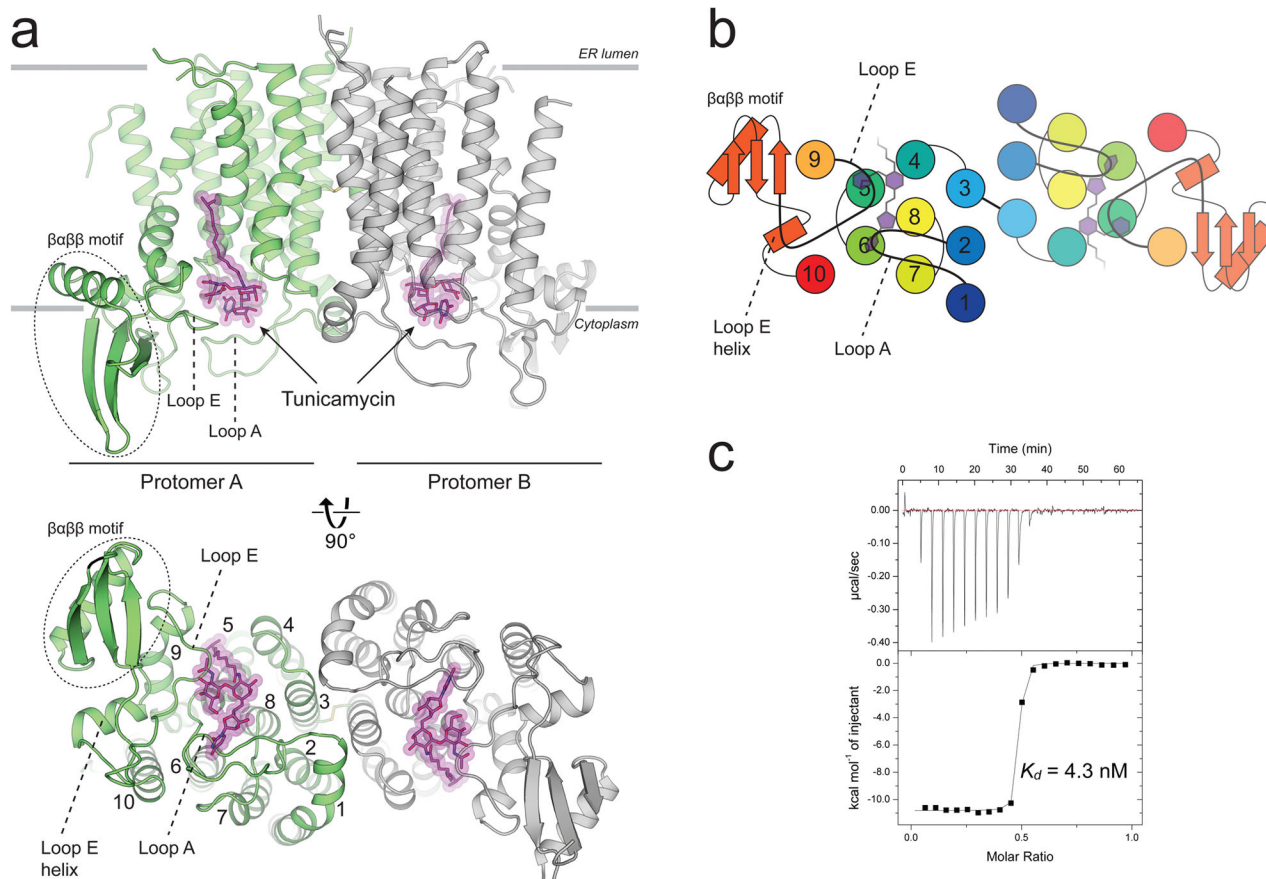 a
ER lumen
βαββ motif
Cytoplasm
Loop E
Tunicamycin
Loop A
Protomer A
Protomer B
90°
βαββ motif
Loop E
5
4
9
8
3
2
6
10
7
1
Loop E
helix
Loop A
b
Loop E
βαββ motif
9
4
5
3
8
6
2
10
7
1
Loop E
helix
Loop A
c
Time (min)
0 10 20 30 40 50 60
0.00
-0.10
-0.20
-0.30
-0.40
µcal/sec
0.0
-2.0
-4.0
-6.0
-8.0
-10.0
kcal mol⁻¹ of injectant
Kd = 4.3 nM
0.0 0.5 1.0
Molar Ratio